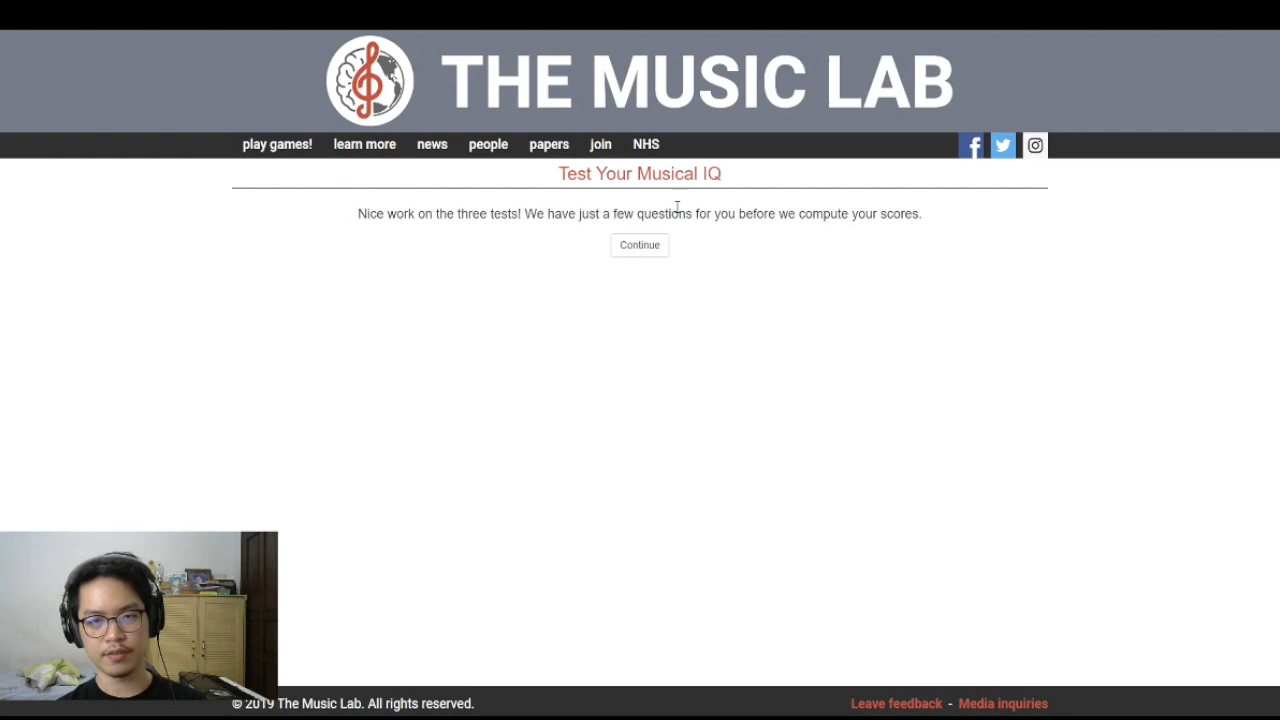 THE MUSIC LAB
play games! learn more news people papers join NHS
Test Your Musical IQ
Nice work on the three tests! We have just a few questions for you before we compute your scores.
Continue
© 2019 The Music Lab. All rights reserved.
Leave feedback - Media inquiries